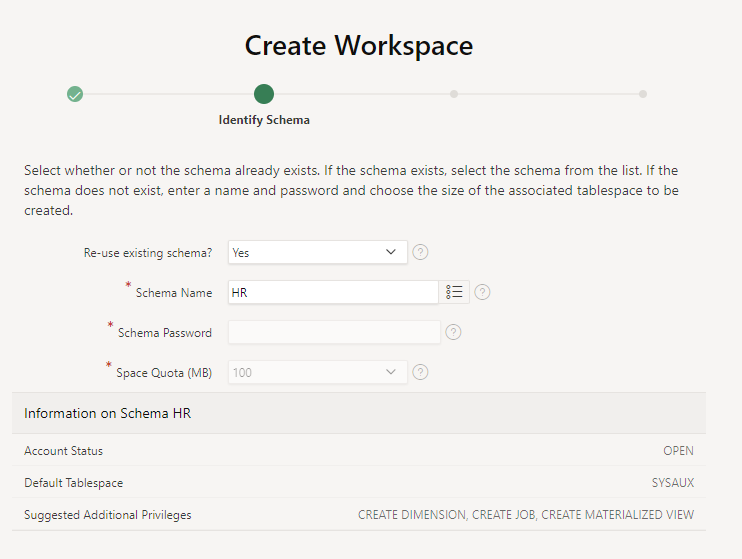 Create Workspace
Identify Schema
Select whether or not the schema already exists. If the schema exists, select the schema from the list. If the
schema does not exist, enter a name and password and choose the size of the associated tablespace to be
created.
Re-use existing schema? Yes ?
* Schema Name HR ?
* Schema Password ?
* Space Quota (MB) 100 ?
Information on Schema HR
Account Status OPEN
Default Tablespace SYSAUX
Suggested Additional Privileges CREATE DIMENSION, CREATE JOB, CREATE MATERIALIZED VIEW